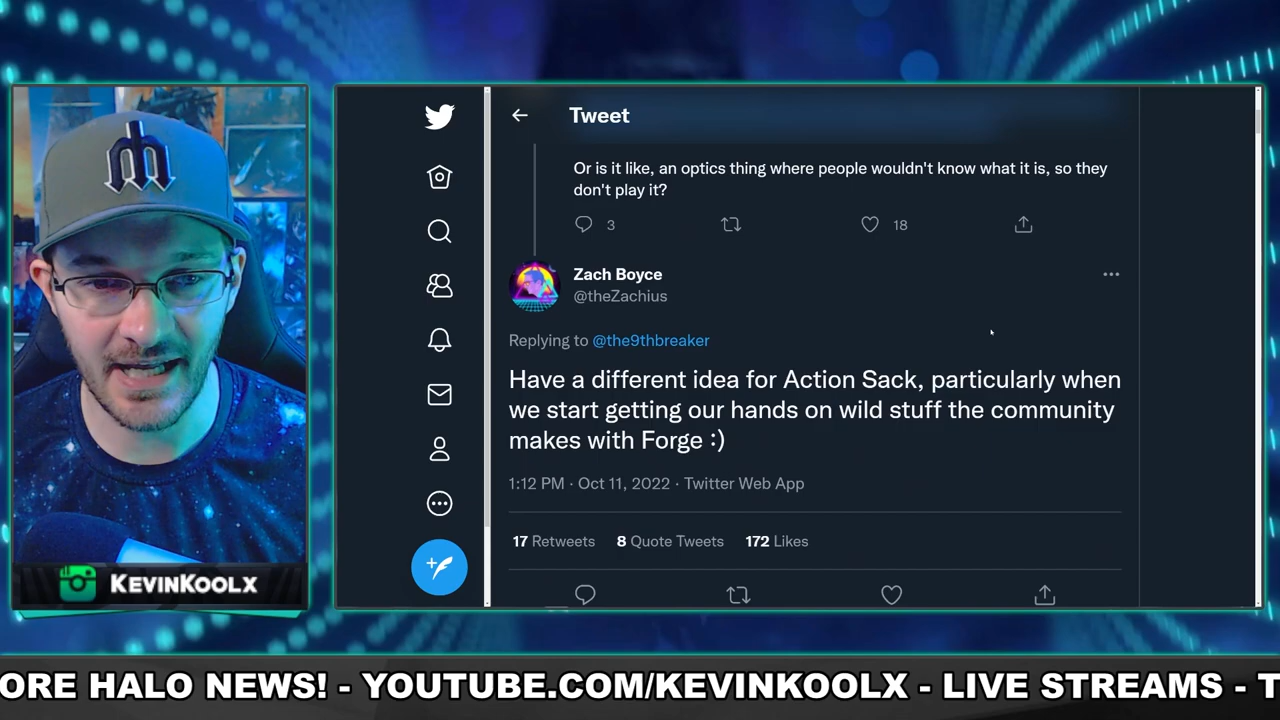 Tweet
Or is it like, an optics thing where people wouldn't know what it is, so they
don't play it?
3
18
Zach Boyce
@theZachius
Replying to @the9thbreaker
Have a different idea for Action Sack, particularly when
we start getting our hands on wild stuff the community
makes with Forge :)
1:12 PM · Oct 11, 2022 · Twitter Web App
17 Retweets 8 Quote Tweets 172 Likes
KEVINKOOLX
ORE HALO NEWS! - YOUTUBE.COM/KEVINKOOLX - LIVE STREAMS - T